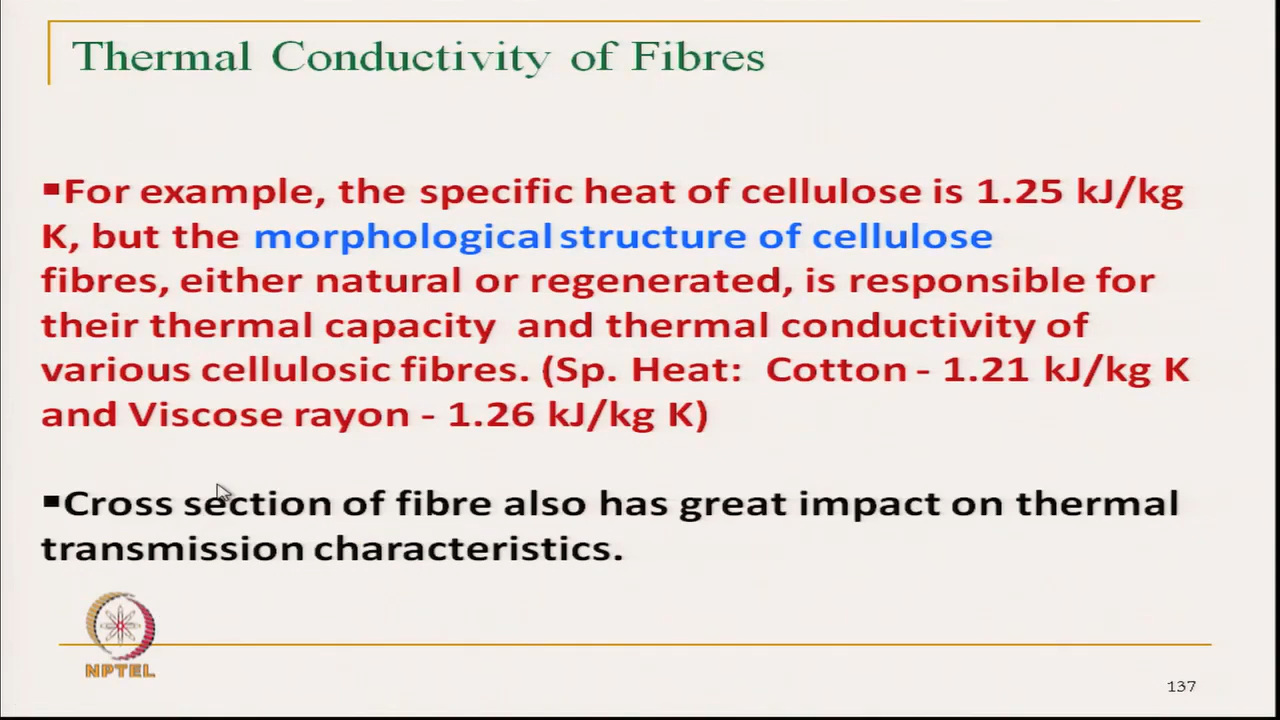 Thermal Conductivity of Fibres
▪For example, the specific heat of cellulose is 1.25 kJ/kg
K, but the morphological structure of cellulose
fibres, either natural or regenerated, is responsible for
their thermal capacity and thermal conductivity of
various cellulosic fibres. (Sp. Heat: Cotton - 1.21 kJ/kg K
and Viscose rayon - 1.26 kJ/kg K)
▪Cross section of fibre also has great impact on thermal
transmission characteristics.
NPTEL
137